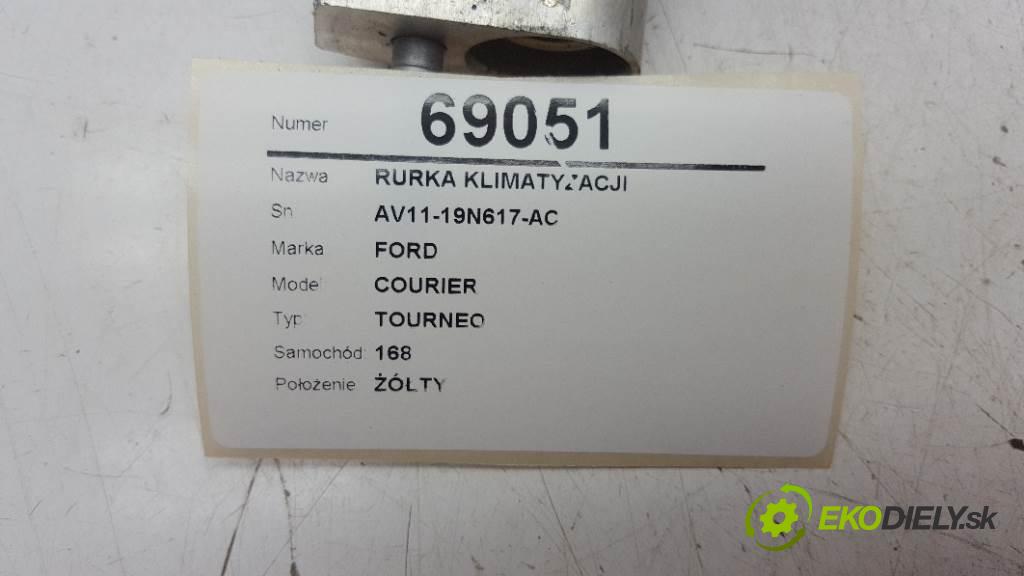 Numer 69051
Nazwa RURKA KLIMATYZACJI
Sn AV11-19N617-AC
Marka FORD
Model COURIER
Typ TOURNEO
Samochód 168
Położenie ŻÓŁTY
EKODIELY.sk